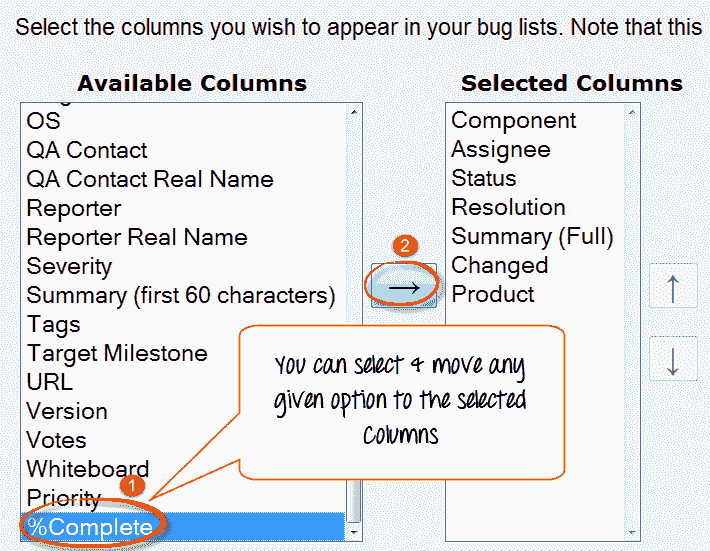 Select the columns you wish to appear in your bug lists. Note that this
Available Columns
OS
QA Contact
QA Contact Real Name
Reporter
Reporter Real Name
Severity
Summary (first 60 characters)
Tags
Target Milestone
URL
Version
Votes
Whiteboard
Priority
1
%Complete
2
→
Selected Columns
Component
Assignee
Status
Resolution
Summary (Full)
Changed
Product
↑
↓
You can select & move any
given option to the selected
Columns